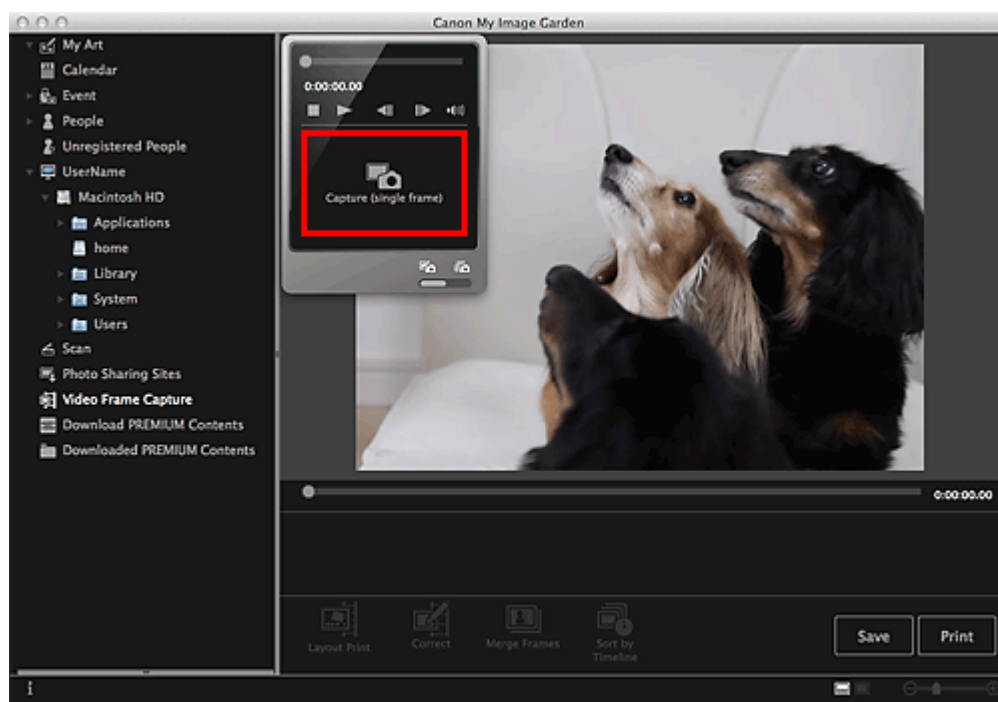 Canon My Image Garden
My Art
Calendar
Event
People
Unregistered People
UserName
Macintosh HD
Applications
home
Library
System
Users
Scan
Photo Sharing Sites
Video Frame Capture
Download PREMIUM Contents
Downloaded PREMIUM Contents
0:00:00.00
Capture (single frame)
0:00:00.00
Layout Print
Correct
Merge Frames
Sort by
Timeline
Save
Print
i